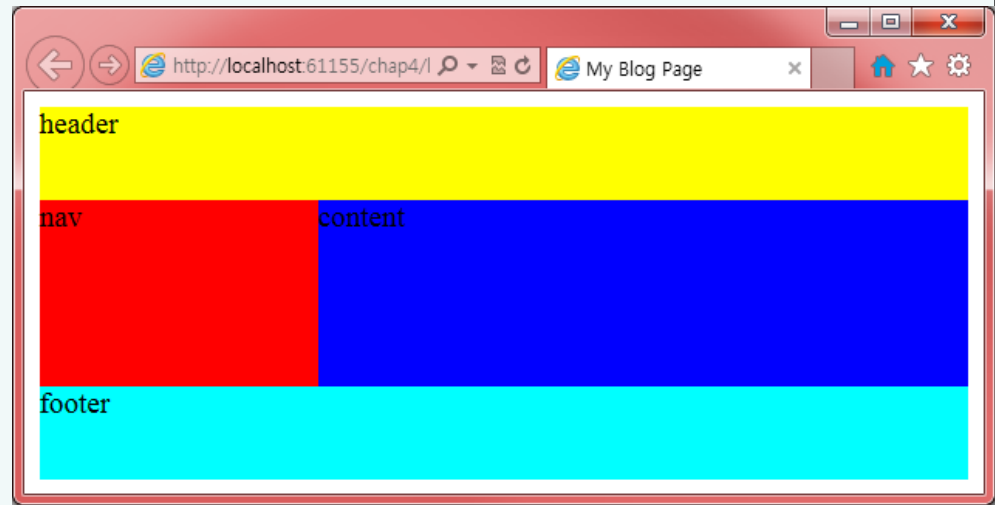 http://localhost:61155/chap4/l
My Blog Page
header
nav
content
footer